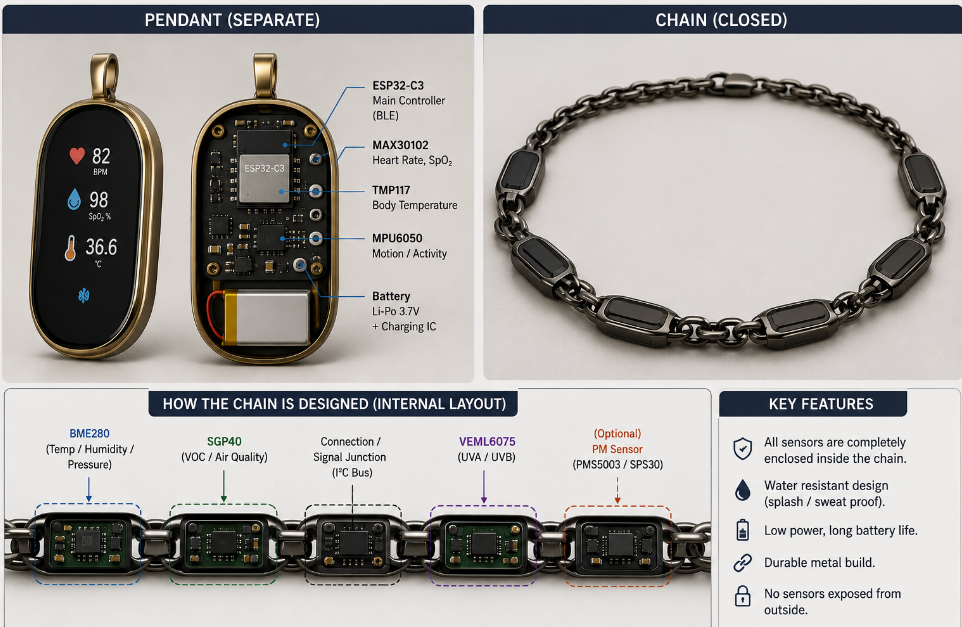 PENDANT (SEPARATE)
82
BPM
98
SpO₂ %
36.6
°C
ESP32-C3
ESP32-C3
Main Controller
(BLE)
MAX30102
Heart Rate, SpO₂
TMP117
Body Temperature
MPU6050
Motion / Activity
Battery
Li-Po 3.7V
+ Charging IC
CHAIN (CLOSED)
HOW THE CHAIN IS DESIGNED (INTERNAL LAYOUT)
BME280
(Temp / Humidity /
Pressure)
SGP40
(VOC / Air Quality)
Connection /
Signal Junction
(I²C Bus)
VEML6075
(UVA / UVB)
(Optional)
PM Sensor
(PMS5003 / SPS30)
KEY FEATURES
All sensors are completely
enclosed inside the chain.
Water resistant design
(splash / sweat proof).
Low power, long battery life.
Durable metal build.
No sensors exposed from
outside.